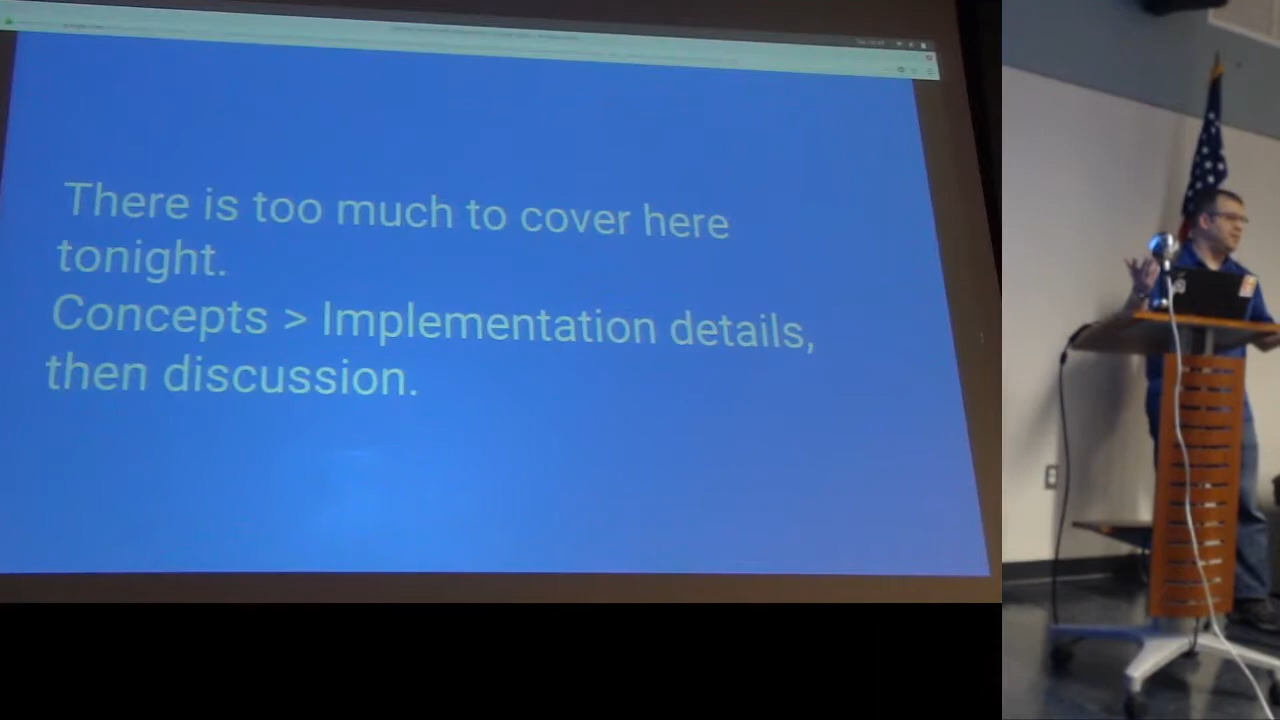 There is too much to cover here
tonight.
Concepts > Implementation details,
then discussion.